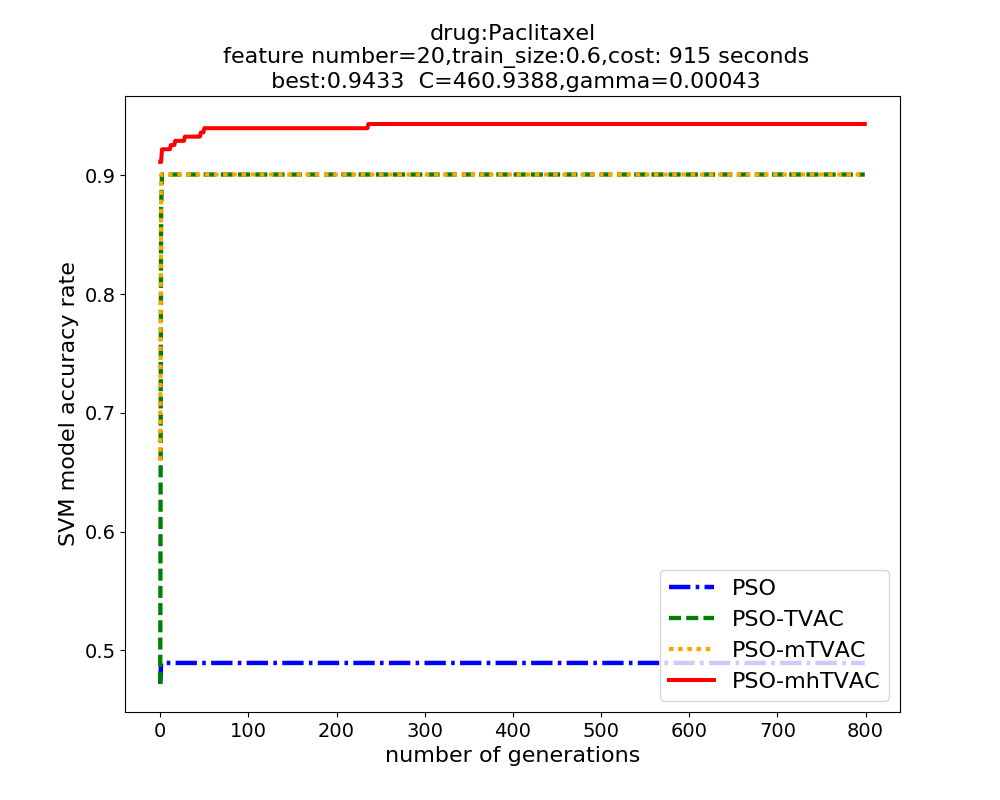 drug:Paclitaxel
feature number=20,train_size:0.6,cost: 915 seconds
best:0.9433  C=460.9388,gamma=0.00043
SVM model accuracy rate
0.9
0.8
0.7
0.6
0.5
PSO
PSO-TVAC
PSO-mTVAC
PSO-mhTVAC
0 100 200 300 400 500 600 700 800
number of generations